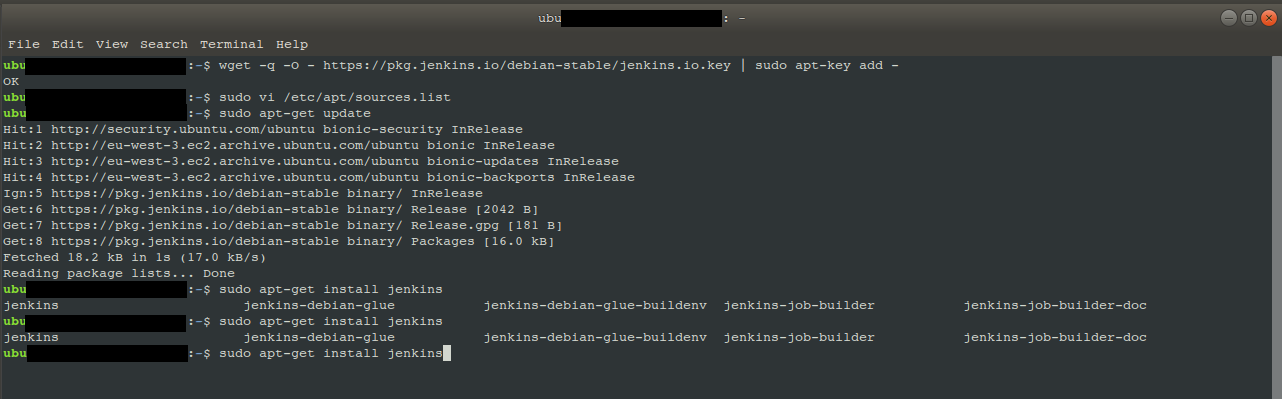 ubu : -
File Edit View Search Terminal Help
ubu :~$ wget -q -O - https://pkg.jenkins.io/debian-stable/jenkins.io.key | sudo apt-key add -
OK
ubu :~$ sudo vi /etc/apt/sources.list
ubu :~$ sudo apt-get update
Hit:1 http://security.ubuntu.com/ubuntu bionic-security InRelease
Hit:2 http://eu-west-3.ec2.archive.ubuntu.com/ubuntu bionic InRelease
Hit:3 http://eu-west-3.ec2.archive.ubuntu.com/ubuntu bionic-updates InRelease
Hit:4 http://eu-west-3.ec2.archive.ubuntu.com/ubuntu bionic-backports InRelease
Ign:5 https://pkg.jenkins.io/debian-stable binary/ InRelease
Get:6 https://pkg.jenkins.io/debian-stable binary/ Release [2042 B]
Get:7 https://pkg.jenkins.io/debian-stable binary/ Release.gpg [181 B]
Get:8 https://pkg.jenkins.io/debian-stable binary/ Packages [16.0 kB]
Fetched 18.2 kB in 1s (17.0 kB/s)
Reading package lists... Done
ubu :~$ sudo apt-get install jenkins
jenkins jenkins-debian-glue jenkins-debian-glue-buildenv jenkins-job-builder jenkins-job-builder-doc
ubu :~$ sudo apt-get install jenkins
jenkins jenkins-debian-glue jenkins-debian-glue-buildenv jenkins-job-builder jenkins-job-builder-doc
ubu :~$ sudo apt-get install jenkins